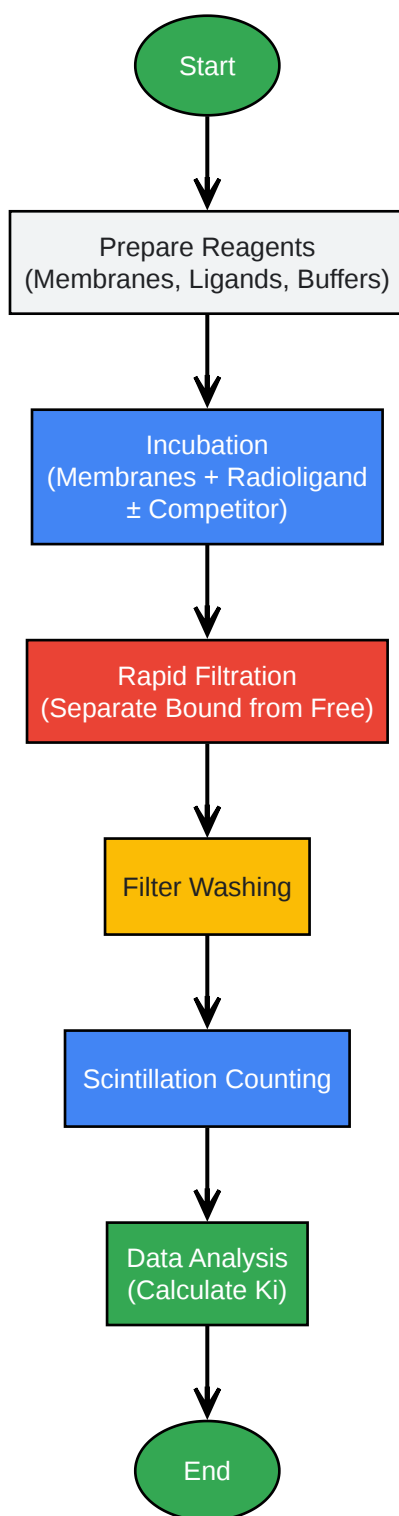 Start
Prepare Reagents
(Membranes, Ligands, Buffers)
Incubation
(Membranes + Radioligand
± Competitor)
Rapid Filtration
(Separate Bound from Free)
Filter Washing
Scintillation Counting
Data Analysis
(Calculate Ki)
End